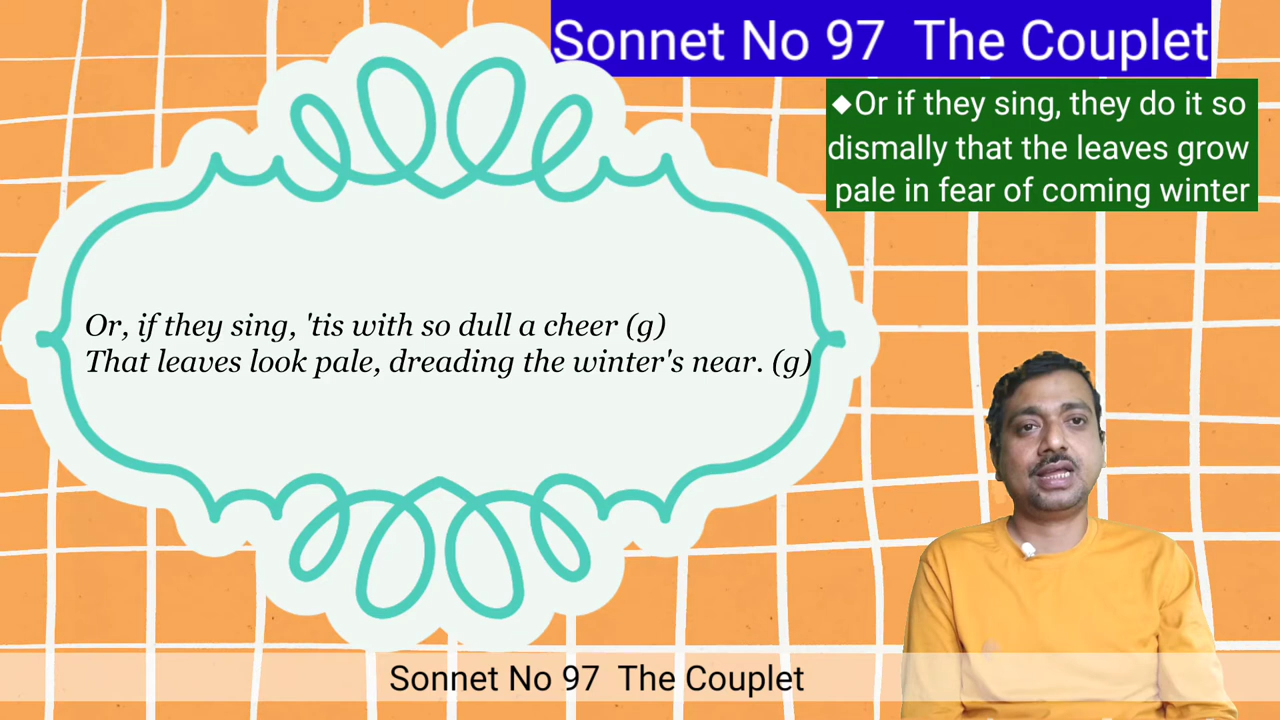 Sonnet No 97 The Couplet
◆Or if they sing, they do it so
dismally that the leaves grow
pale in fear of coming winter
Or, if they sing, 'tis with so dull a cheer (g)
That leaves look pale, dreading the winter's near. (g)
Sonnet No 97 The Couplet